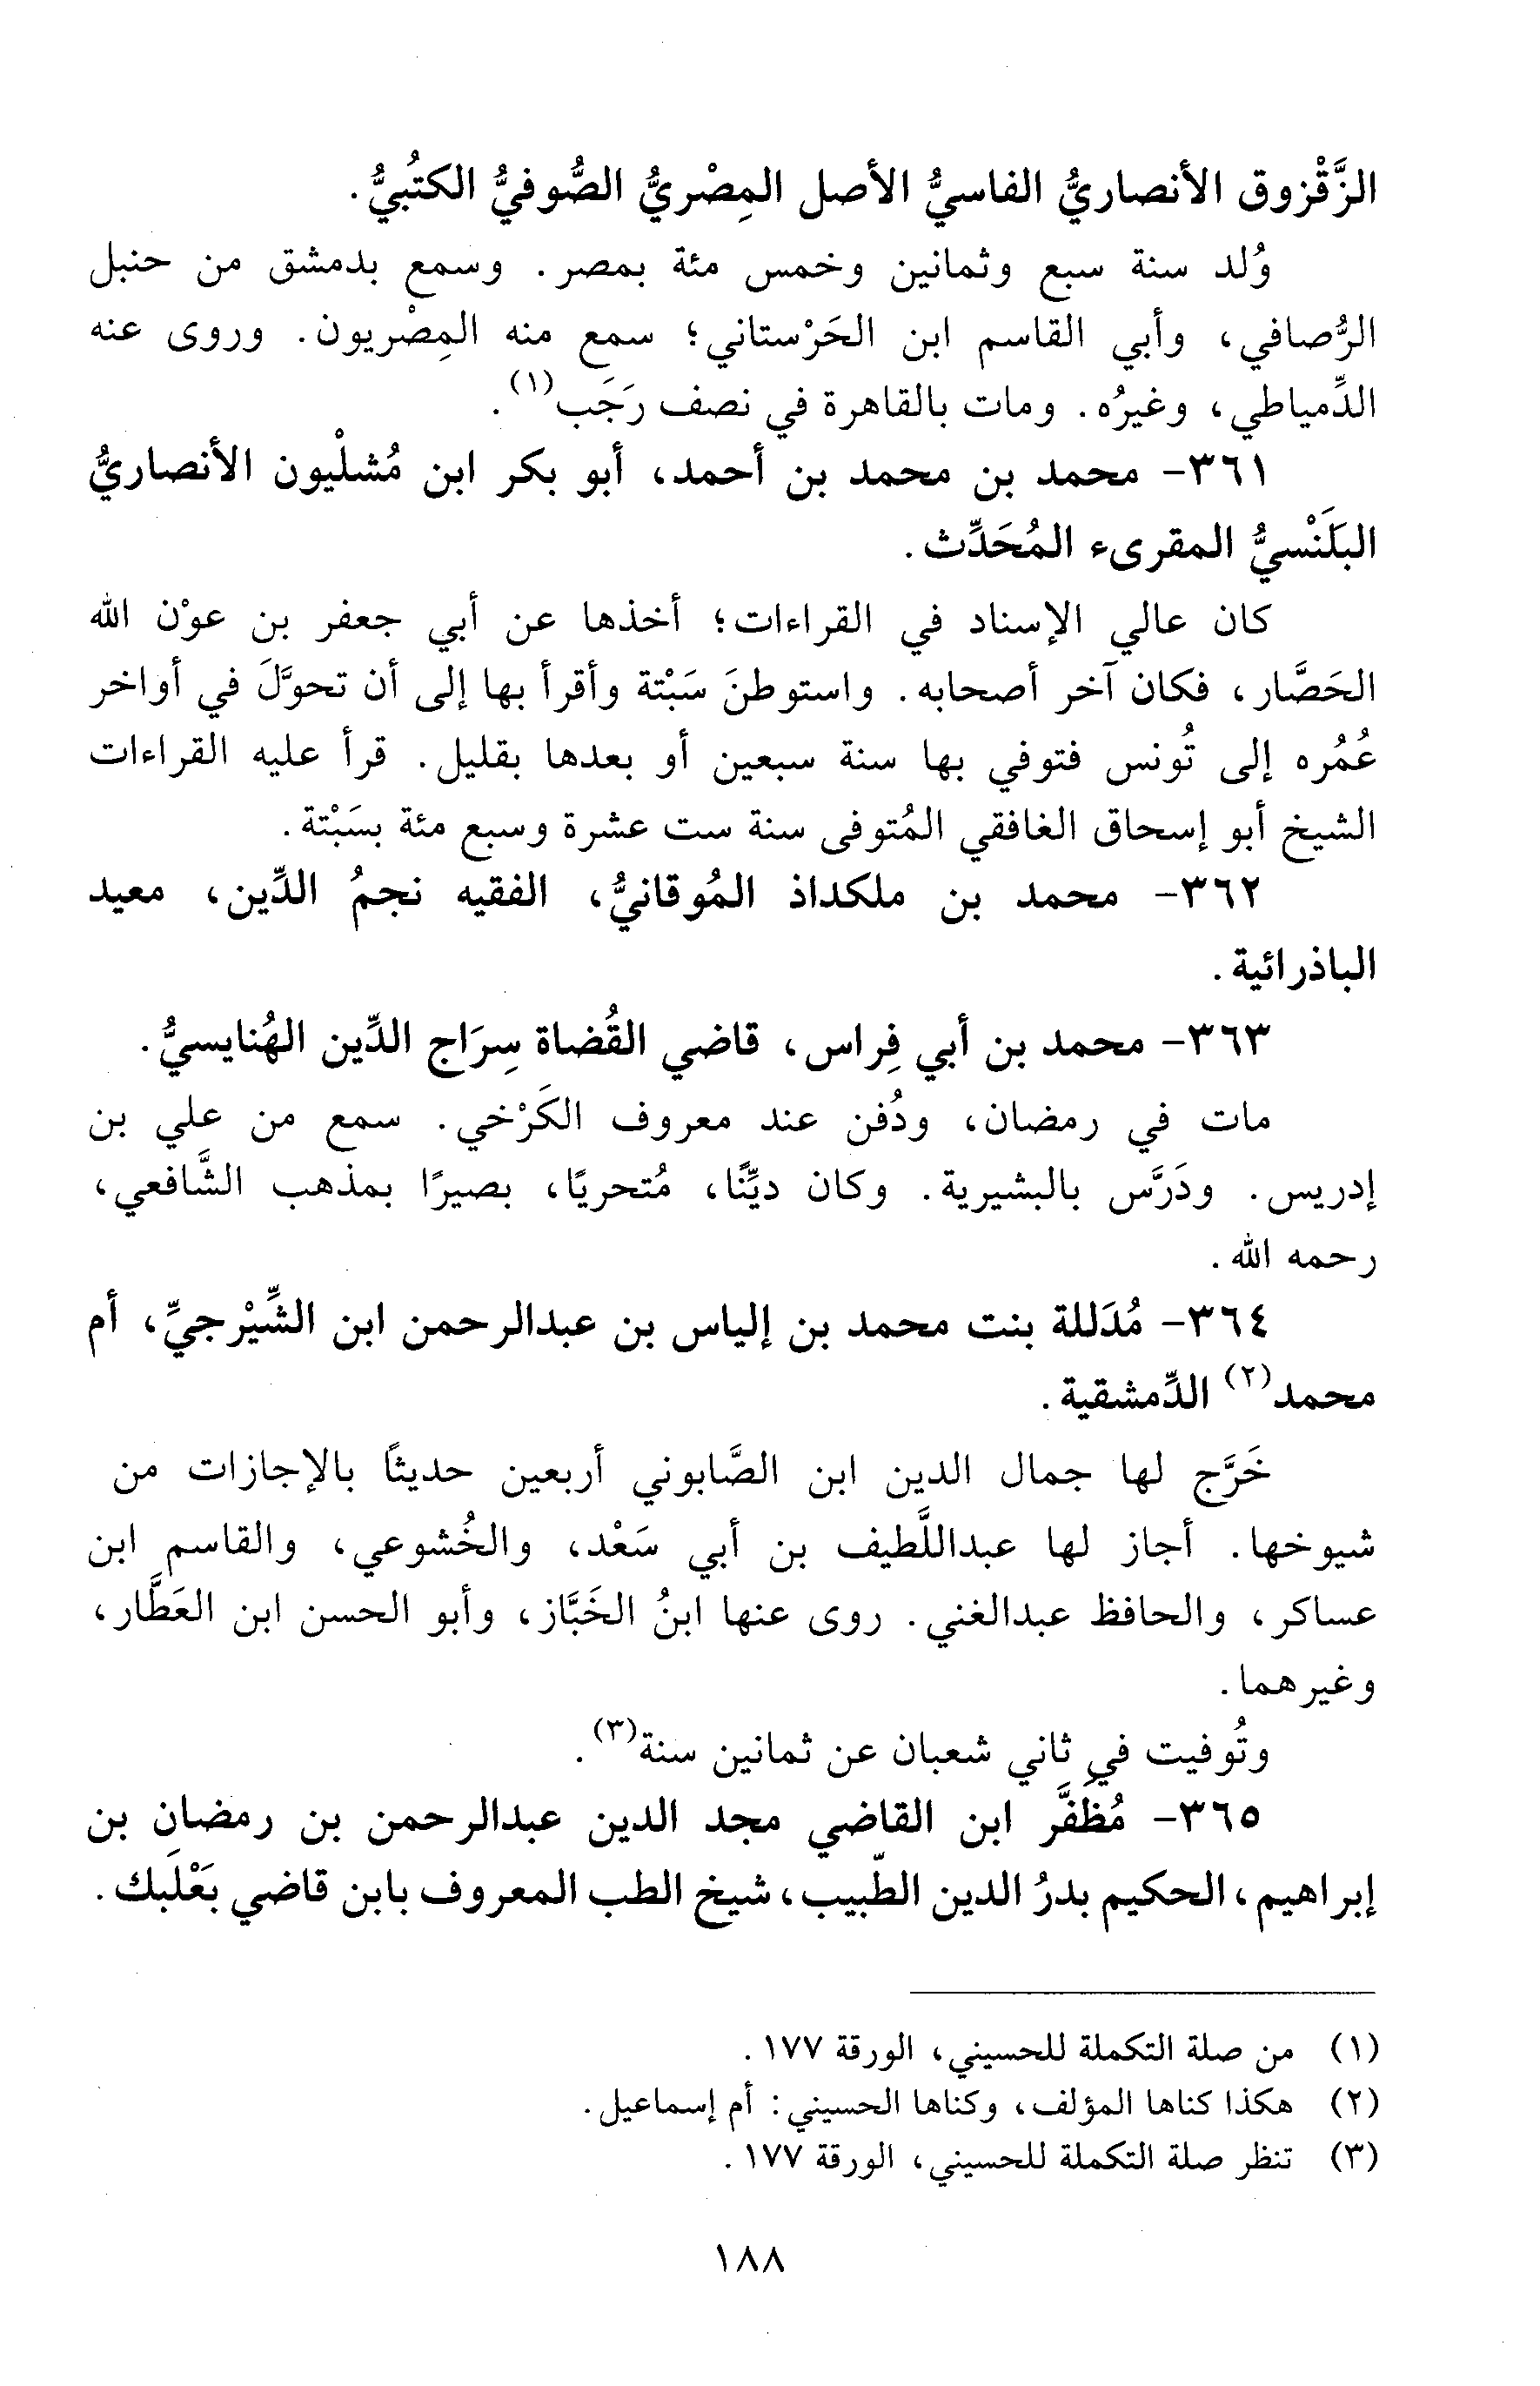 الزَّقْزوق الأنصاريُّ الفاسيُّ الأصل المِصْريُّ الصُّوفيُّ الكتُبيُّ.
وُلد سنة سبع وثمانين وخمس مئة بمصر. وسمع بدمشق من حنبل
الرُّصافي، وأبي القاسم ابن الحَرْستاني؛ سمع منه المِصْريون. وروى عنه
الدِّمياطي، وغيرُه. ومات بالقاهرة في نصف رَجَب(١).
٣٦١- محمد بن محمد بن أحمد، أبو بكر ابن مُشلْيون الأنصاريُّ
البَلَنْسيُّ المقرىء المُحَدِّث.
كان عالي الإسناد في القراءات؛ أخذها عن أبي جعفر بن عوْن الله
الحَصَّار، فكان آخر أصحابه. واستوطنَ سَبْتة وأقرأ بها إلى أن تحوَّلَ في أواخر
عُمُره إلى تُونس فتوفي بها سنة سبعين أو بعدها بقليل. قرأ عليه القراءات
الشيخ أبو إسحاق الغافقي المُتوفى سنة ست عشرة وسبع مئة بسَبْتة.
٣٦٢- محمد بن ملكداذ المُوقانيُّ، الفقيه نجمُ الدِّين، معيد
الباذرائية.
٣٦٣- محمد بن أبي فِراس، قاضي القُضاة سِرَاج الدِّين الهُنايسيُّ.
مات في رمضان، ودُفن عند معروف الكَرْخي. سمع من علي بن
إدريس. ودَرَّس بالبشيرية. وكان ديِّنًا، مُتحريًا، بصيرًا بمذهب الشَّافعي،
رحمه الله.
٣٦٤- مُدَللة بنت محمد بن إلياس بن عبدالرحمن ابن الشِّيْرجيِّ، أم
محمد(٢) الدِّمشقية.
خَرَّج لها جمال الدين ابن الصَّابوني أربعين حديثًا بالإجازات من
شيوخها. أجاز لها عبداللَّطيف بن أبي سَعْد، والخُشوعي، والقاسم ابن
عساكر، والحافظ عبدالغني. روى عنها ابنُ الخَبَّاز، وأبو الحسن ابن العَطَّار،
وغيرهما.
وتُوفيت في ثاني شعبان عن ثمانين سنة(٣).
٣٦٥- مُظَفَّر ابن القاضي مجد الدين عبدالرحمن بن رمضان بن
إبراهيم، الحكيم بدرُ الدين الطّبيب، شيخ الطب المعروف بابن قاضي بَعْلَبك.
(١) من صلة التكملة للحسيني، الورقة ١٧٧.
(٢) هكذا كناها المؤلف، وكناها الحسيني: أم إسماعيل.
(٣) تنظر صلة التكملة للحسيني، الورقة ١٧٧.
١٨٨